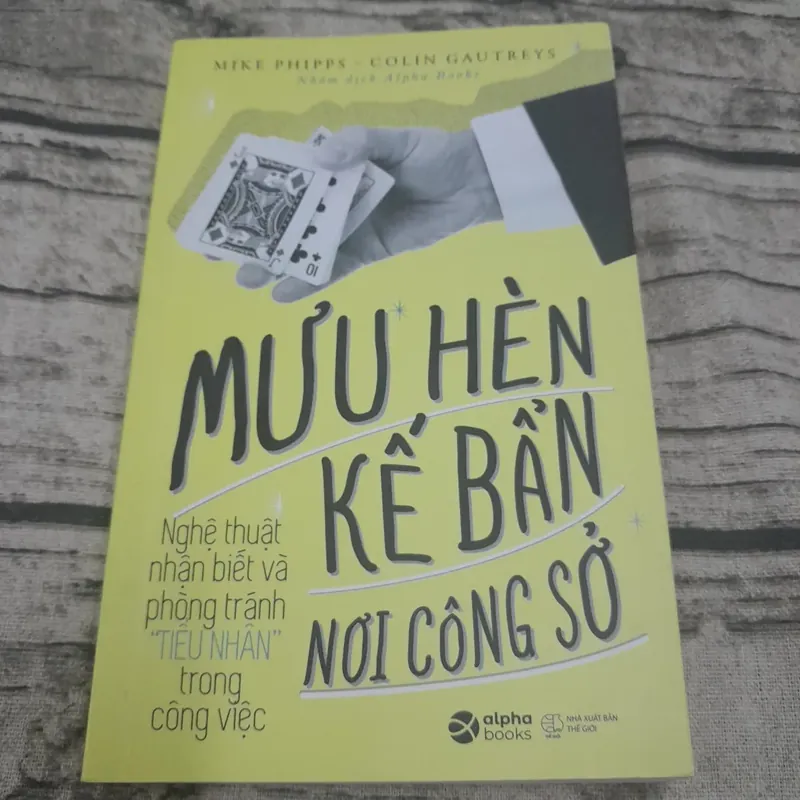 MIKE PHIPPS - COLIN GAUTREYS
Nhóm dịch Alpha Books
J
K
10
MƯU HÈN
KẾ BẨN
NƠI CÔNG SỞ
Nghệ thuật
nhận biết và
phòng tránh
"TIỂU NHÂN"
trong
công việc
alpha
books
NHÀ XUẤT BẢN
THẾ GIỚI